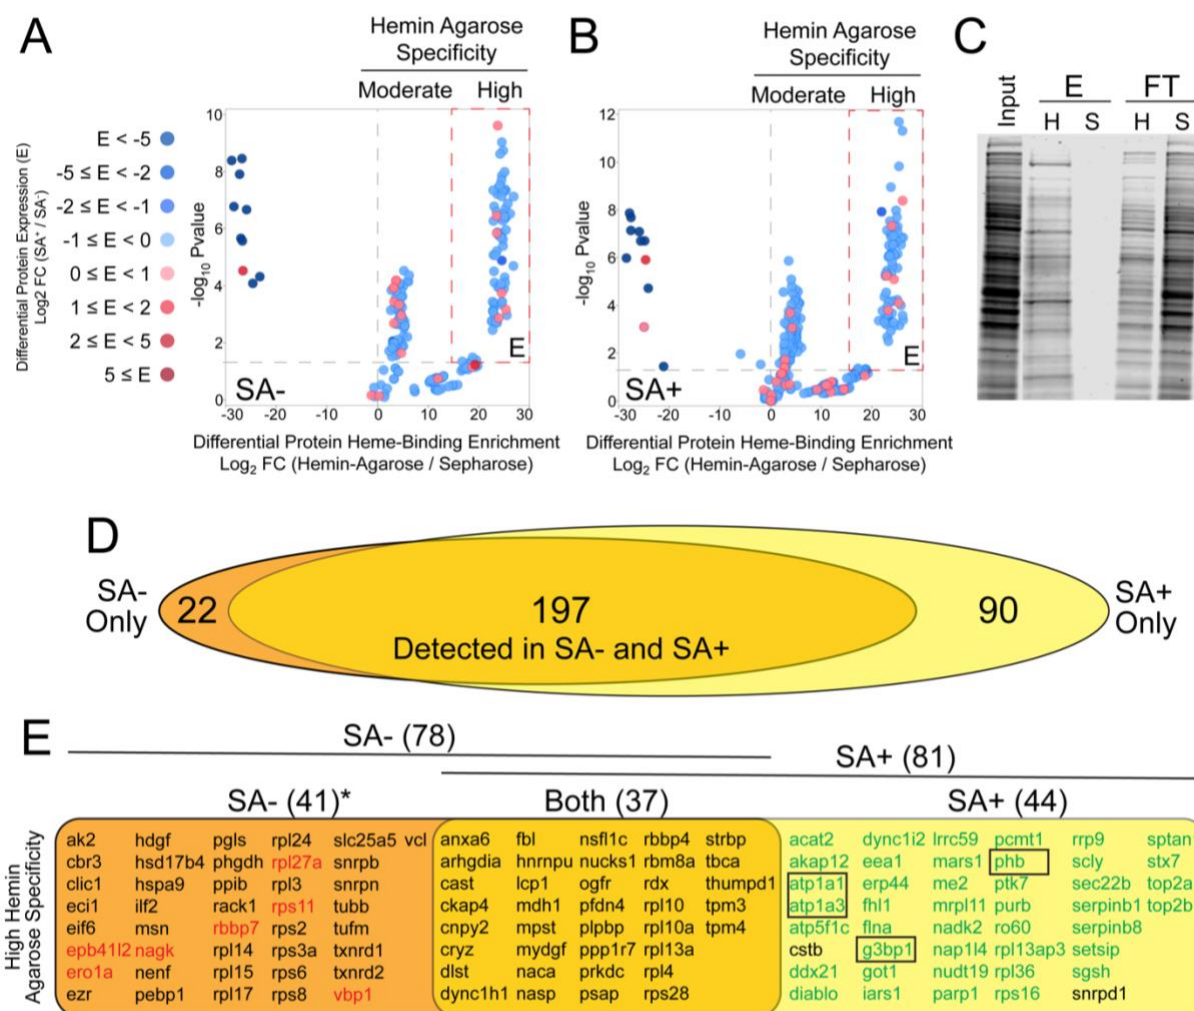 A
Hemin Agarose
Specificity
Moderate High
Differential Protein Expression (E)
Log2 FC (SA+ / SA-)
E < -5
-5 ≤ E < -2
-2 ≤ E < -1
-1 ≤ E < 0
0 ≤ E < 1
1 ≤ E < 2
2 ≤ E < 5
5 ≤ E
-log10 Pvalue
10
8
6
4
2
0
SA-
E
-30 -20 -10 0 10 20 30
Differential Protein Heme-Binding Enrichment
Log2 FC (Hemin-Agarose / Sepharose)
B
Hemin Agarose
Specificity
Moderate High
-log10 Pvalue
12
10
8
6
4
2
0
SA+
E
-30 -20 -10 0 10 20 30
Differential Protein Heme-Binding Enrichment
Log2 FC (Hemin-Agarose / Sepharose)
C
Input
E FT
H S H S
D
SA-
Only
22
197
Detected in SA- and SA+
90
SA+
Only
E
SA- (78)
SA+ (81)
SA- (41)* Both (37) SA+ (44)
High Hemin
Agarose Specificity
ak2 hdgf pgls rpl24 slc25a5 vcl anxa6 fbl nsfl1c rbbp4 strbp acat2 dync1i2 lrrc59 pcmt1 rrp9 sptan
cbr3 hsd17b4 phgdh rpl27a snrpb arhgdia hnrnpu nucks1 rbm8a tbca akap12 eea1 mars1 phb scly stx7
clic1 hspa9 ppib rpl3 snrpn cast lcp1 ogfr rdx thumpd1 atp1a1 erp44 me2 ptk7 sec22b top2a
eci1 ilf2 rack1 rps11 tubb ckap4 mdh1 pfdn4 rpl10 tpm3 atp1a3 fhl1 mrpl11 purb serpinb1 top2b
eif6 msn rbbp7 rps2 tufm cnpy2 mpst plpbp rpl10a tpm4 atp5f1c flna nadk2 ro60 serpinb8
epb41l2 nagk rpl14 rps3a txnrd1 cryz mydgf ppp1r7 rpl13a cstb g3bp1 nap1l4 rpl13ap3 setsip
ero1a nenf rpl15 rps6 txnrd2 dlst naca prkdc rpl4 ddx21 got1 nudt19 rpl36 sgsh
ezr pebp1 rpl17 rps8 vbp1 dync1h1 nasp psap rps28 diablo iars1 parp1 rps16 snrpd1